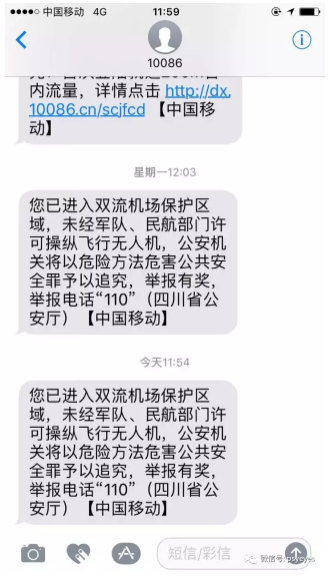 中国移动 4G 11:59
10086
内流量，详情点击 http://dx.
10086.cn/scjfcd 【中国移
动】
星期一12:03
您已进入双流机场保护区
域，未经军队、民航部门许
可操纵飞行无人机，公安机
关将以危险方法危害公共安
全罪予以追究，举报有奖，
举报电话“110”（四川省公
安厅）【中国移动】
今天11:54
您已进入双流机场保护区
域，未经军队、民航部门许
可操纵飞行无人机，公安机
关将以危险方法危害公共安
全罪予以追究，举报有奖，
举报电话“110”（四川省公
安厅）【中国移动】
短信/彩信